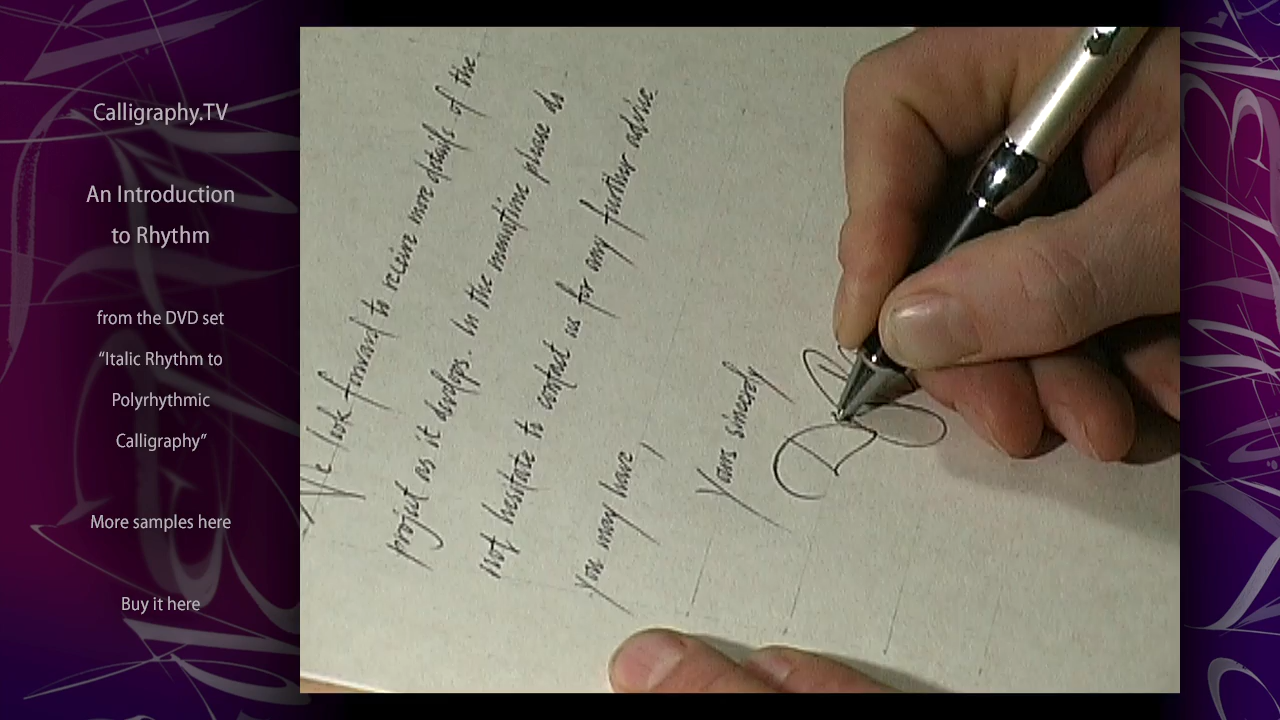 Calligraphy.TV
An Introduction
to Rhythm
from the DVD set
“Italic Rhythm to
Polyrhythmic
Calligraphy”
More samples here
Buy it here
We look forward to receive more details of the
project as it develops. In the meantime please do
not hesitate to contact us for any further advise
you may have,
Yours sincerely